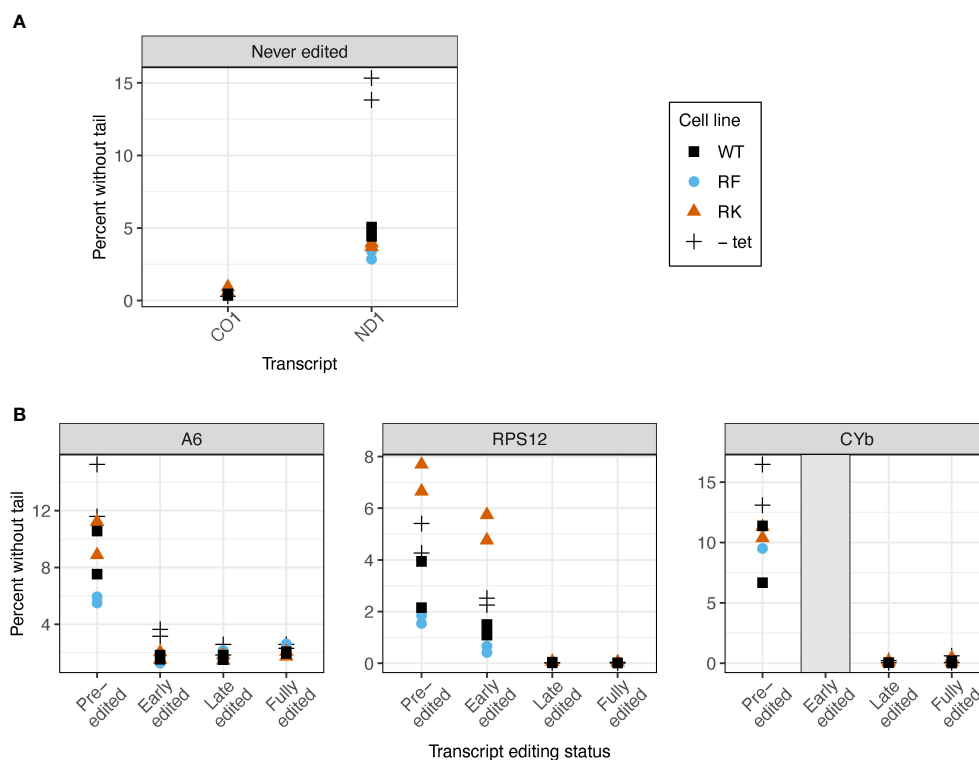 A
Never edited
Percent without tail
15
10
5
0
CO1
ND1
Transcript
Cell line
WT
RF
RK
– tet
B
A6
RPS12
CYb
Percent without tail
12
8
4
8
6
4
2
0
15
10
5
0
Pre–
edited
Early
edited
Late
edited
Fully
edited
Pre–
edited
Early
edited
Late
edited
Fully
edited
Pre–
edited
Early
edited
Late
edited
Fully
edited
Transcript editing status